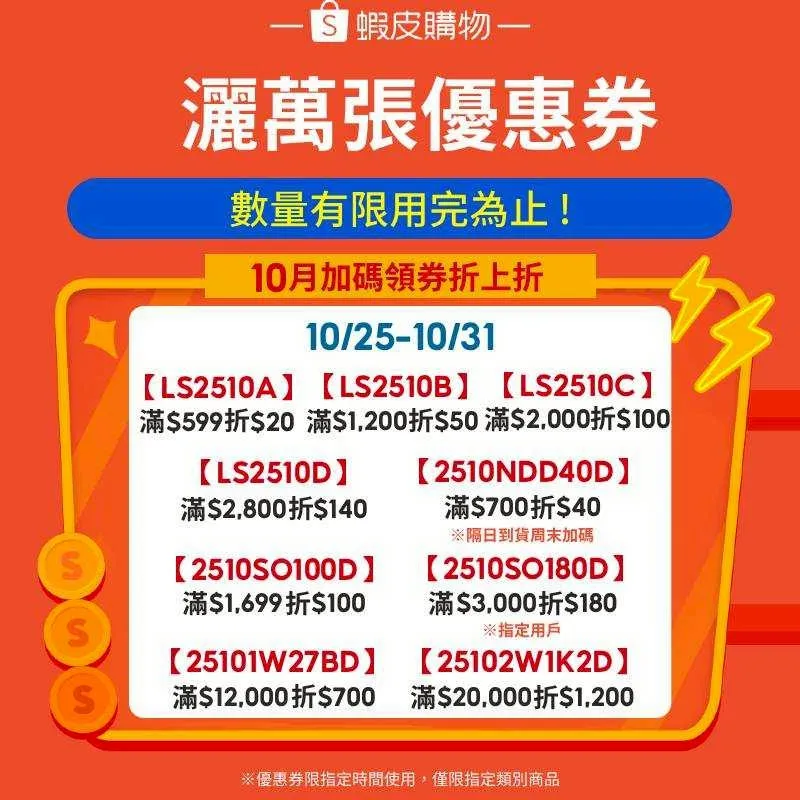 蝦皮購物
灑萬張優惠券
數量有限用完為止!
10月加碼領券折上折
10/25-10/31
【LS2510A】 【LS2510B】 【LS2510C】
滿$599折$20 滿$1,200折$50 滿$2,000折$100
【LS2510D】 【2510NDD40D】
滿$2,800折$140 滿$700折$40
※隔日到貨周末加碼
【2510SO100D】 【2510SO180D】
滿$1,699折$100 滿$3,000折$180
※指定用戶
【25101W27BD】 【25102W1K2D】
滿$12,000折$700 滿$20,000折$1,200
※優惠券限指定時間使用,僅限指定類別商品